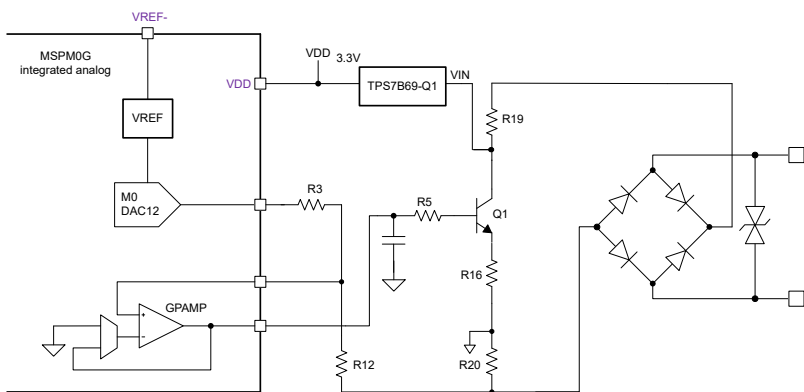 VREF-
MSPM0G
integrated analog
VDD
3.3V
VIN
VDD
TPS7B69-Q1
R19
VREF
M0
DAC12
R3
R5
Q1
R16
GPAMP
+
-
R12
R20